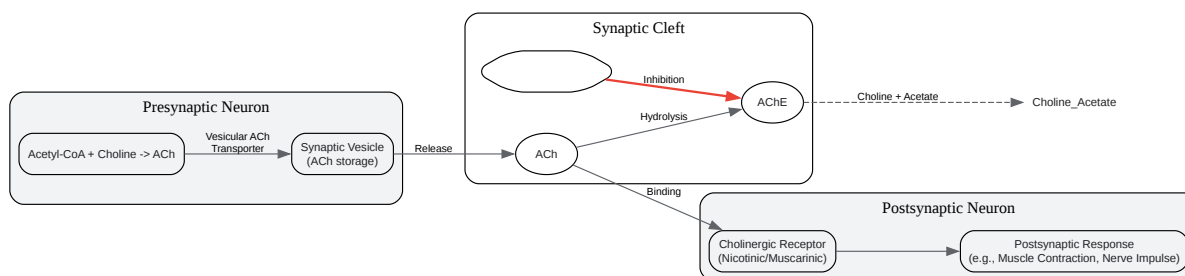 Synaptic Cleft
Inhibition
Presynaptic Neuron
AChE
Choline + Acetate
Choline_Acetate
Hydrolysis
Acetyl-CoA + Choline -> ACh
Vesicular ACh
Transporter
Synaptic Vesicle
(ACh storage)
Release
ACh
Binding
Postsynaptic Neuron
Cholinergic Receptor
(Nicotinic/Muscarinic)
Postsynaptic Response
(e.g., Muscle Contraction, Nerve Impulse)